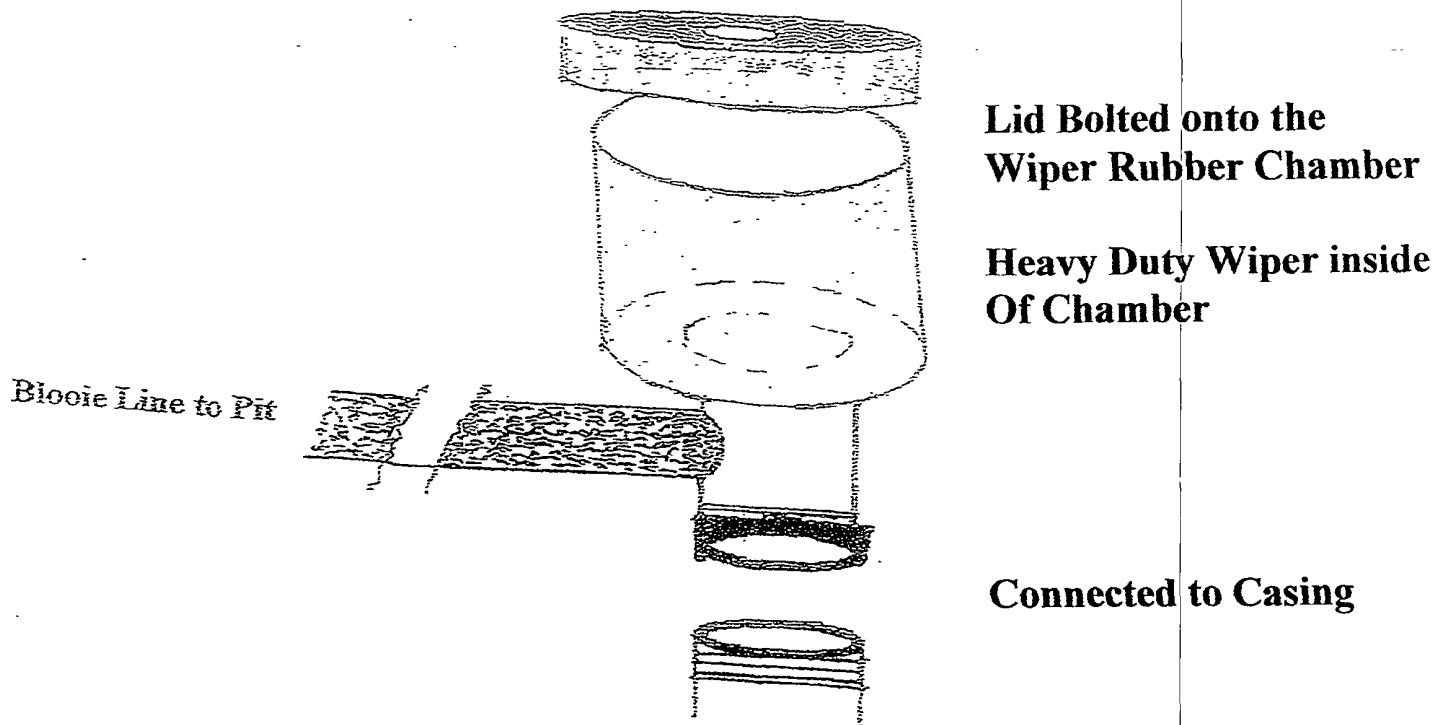 Lid Bolted onto the
Wiper Rubber Chamber
Heavy Duty Wiper inside
Of Chamber
Blooie Line to Pit
Connected to Casing